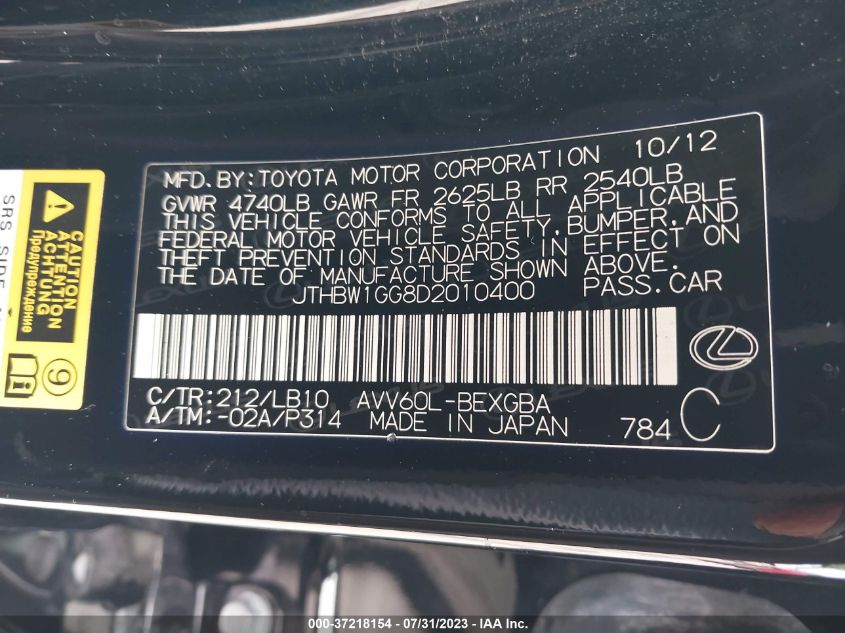 MFD. BY: TOYOTA MOTOR CORPORATION 10/12
GVWR 4740LB GAWR FR 2625LB RR 2540LB
THIS VEHICLE CONFORMS TO ALL APPLICABLE
FEDERAL MOTOR VEHICLE SAFETY, BUMPER, AND
THEFT PREVENTION STANDARDS IN EFFECT ON
THE DATE OF MANUFACTURE SHOWN ABOVE.
JTHBW1GG8D2010400 PASS. CAR
C/TR: 212/LB10 AVV60L-BEXGBA
A/TM: -02A/P314 MADE IN JAPAN 784 C
SRS SIDE
CAUTION
ATTENTION
ACHTUNG
Предупреждение
9
000-37218154 - 07/31/2023 - IAA Inc.